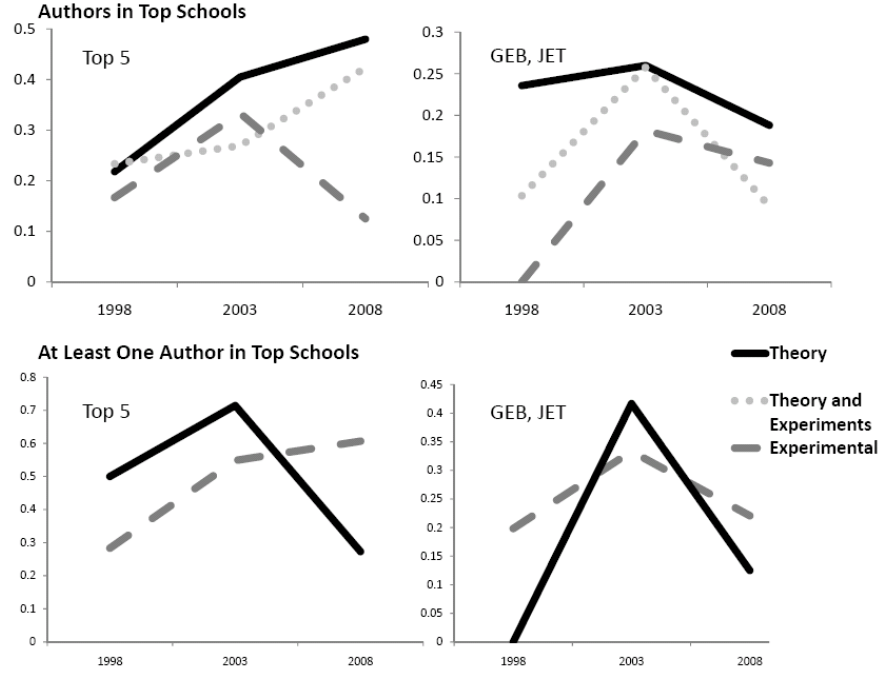 Authors in Top Schools
Top 5
0.5
0.4
0.3
0.2
0.1
0
1998 2003 2008
GEB, JET
0.3
0.25
0.2
0.15
0.1
0.05
0
1998 2003 2008
At Least One Author in Top Schools
Top 5
0.8
0.7
0.6
0.5
0.4
0.3
0.2
0.1
0
1998 2003 2008
GEB, JET
0.45
0.4
0.35
0.3
0.25
0.2
0.15
0.1
0.05
0
1998 2003 2008
Theory
Theory and
Experiments
Experimental